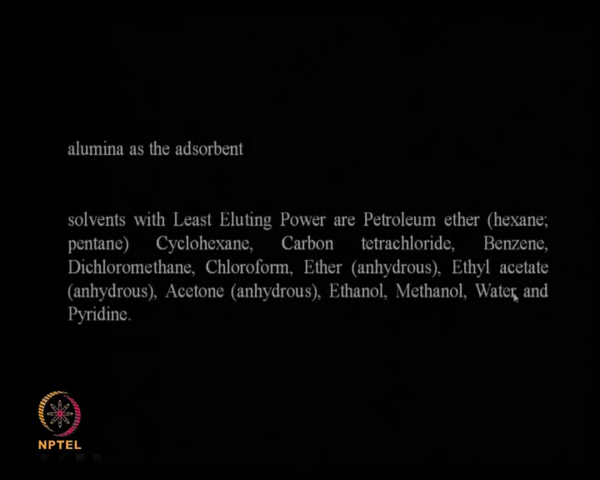 alumina as the adsorbent
solvents with Least Eluting Power are Petroleum ether (hexane;
pentane) Cyclohexane, Carbon tetrachloride, Benzene,
Dichloromethane, Chloroform, Ether (anhydrous), Ethyl acetate
(anhydrous), Acetone (anhydrous), Ethanol, Methanol, Water, and
Pyridine.
NPTEL